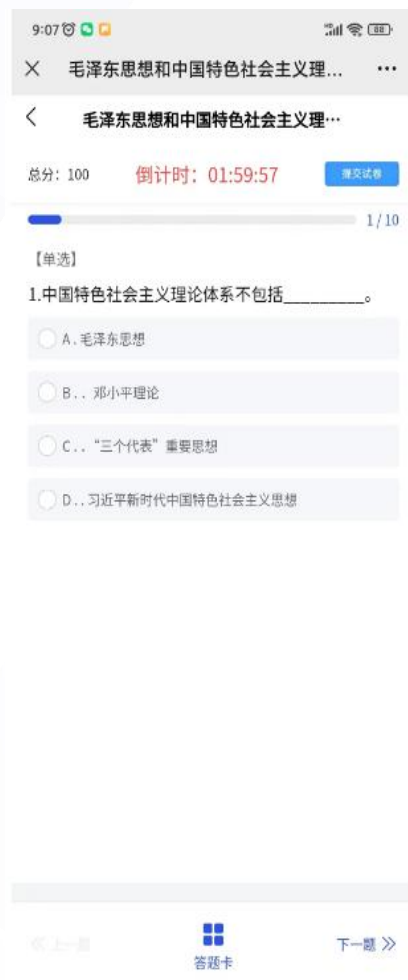 9:07
88
毛泽东思想和中国特色社会主义理...
毛泽东思想和中国特色社会主义理…
总分：100 倒计时：01:59:57 提交试卷
1/10
【单选】
1.中国特色社会主义理论体系不包括_________。
A.毛泽东思想
B.. 邓小平理论
C..“三个代表”重要思想
D..习近平新时代中国特色社会主义思想
上一题 答题卡 下一题